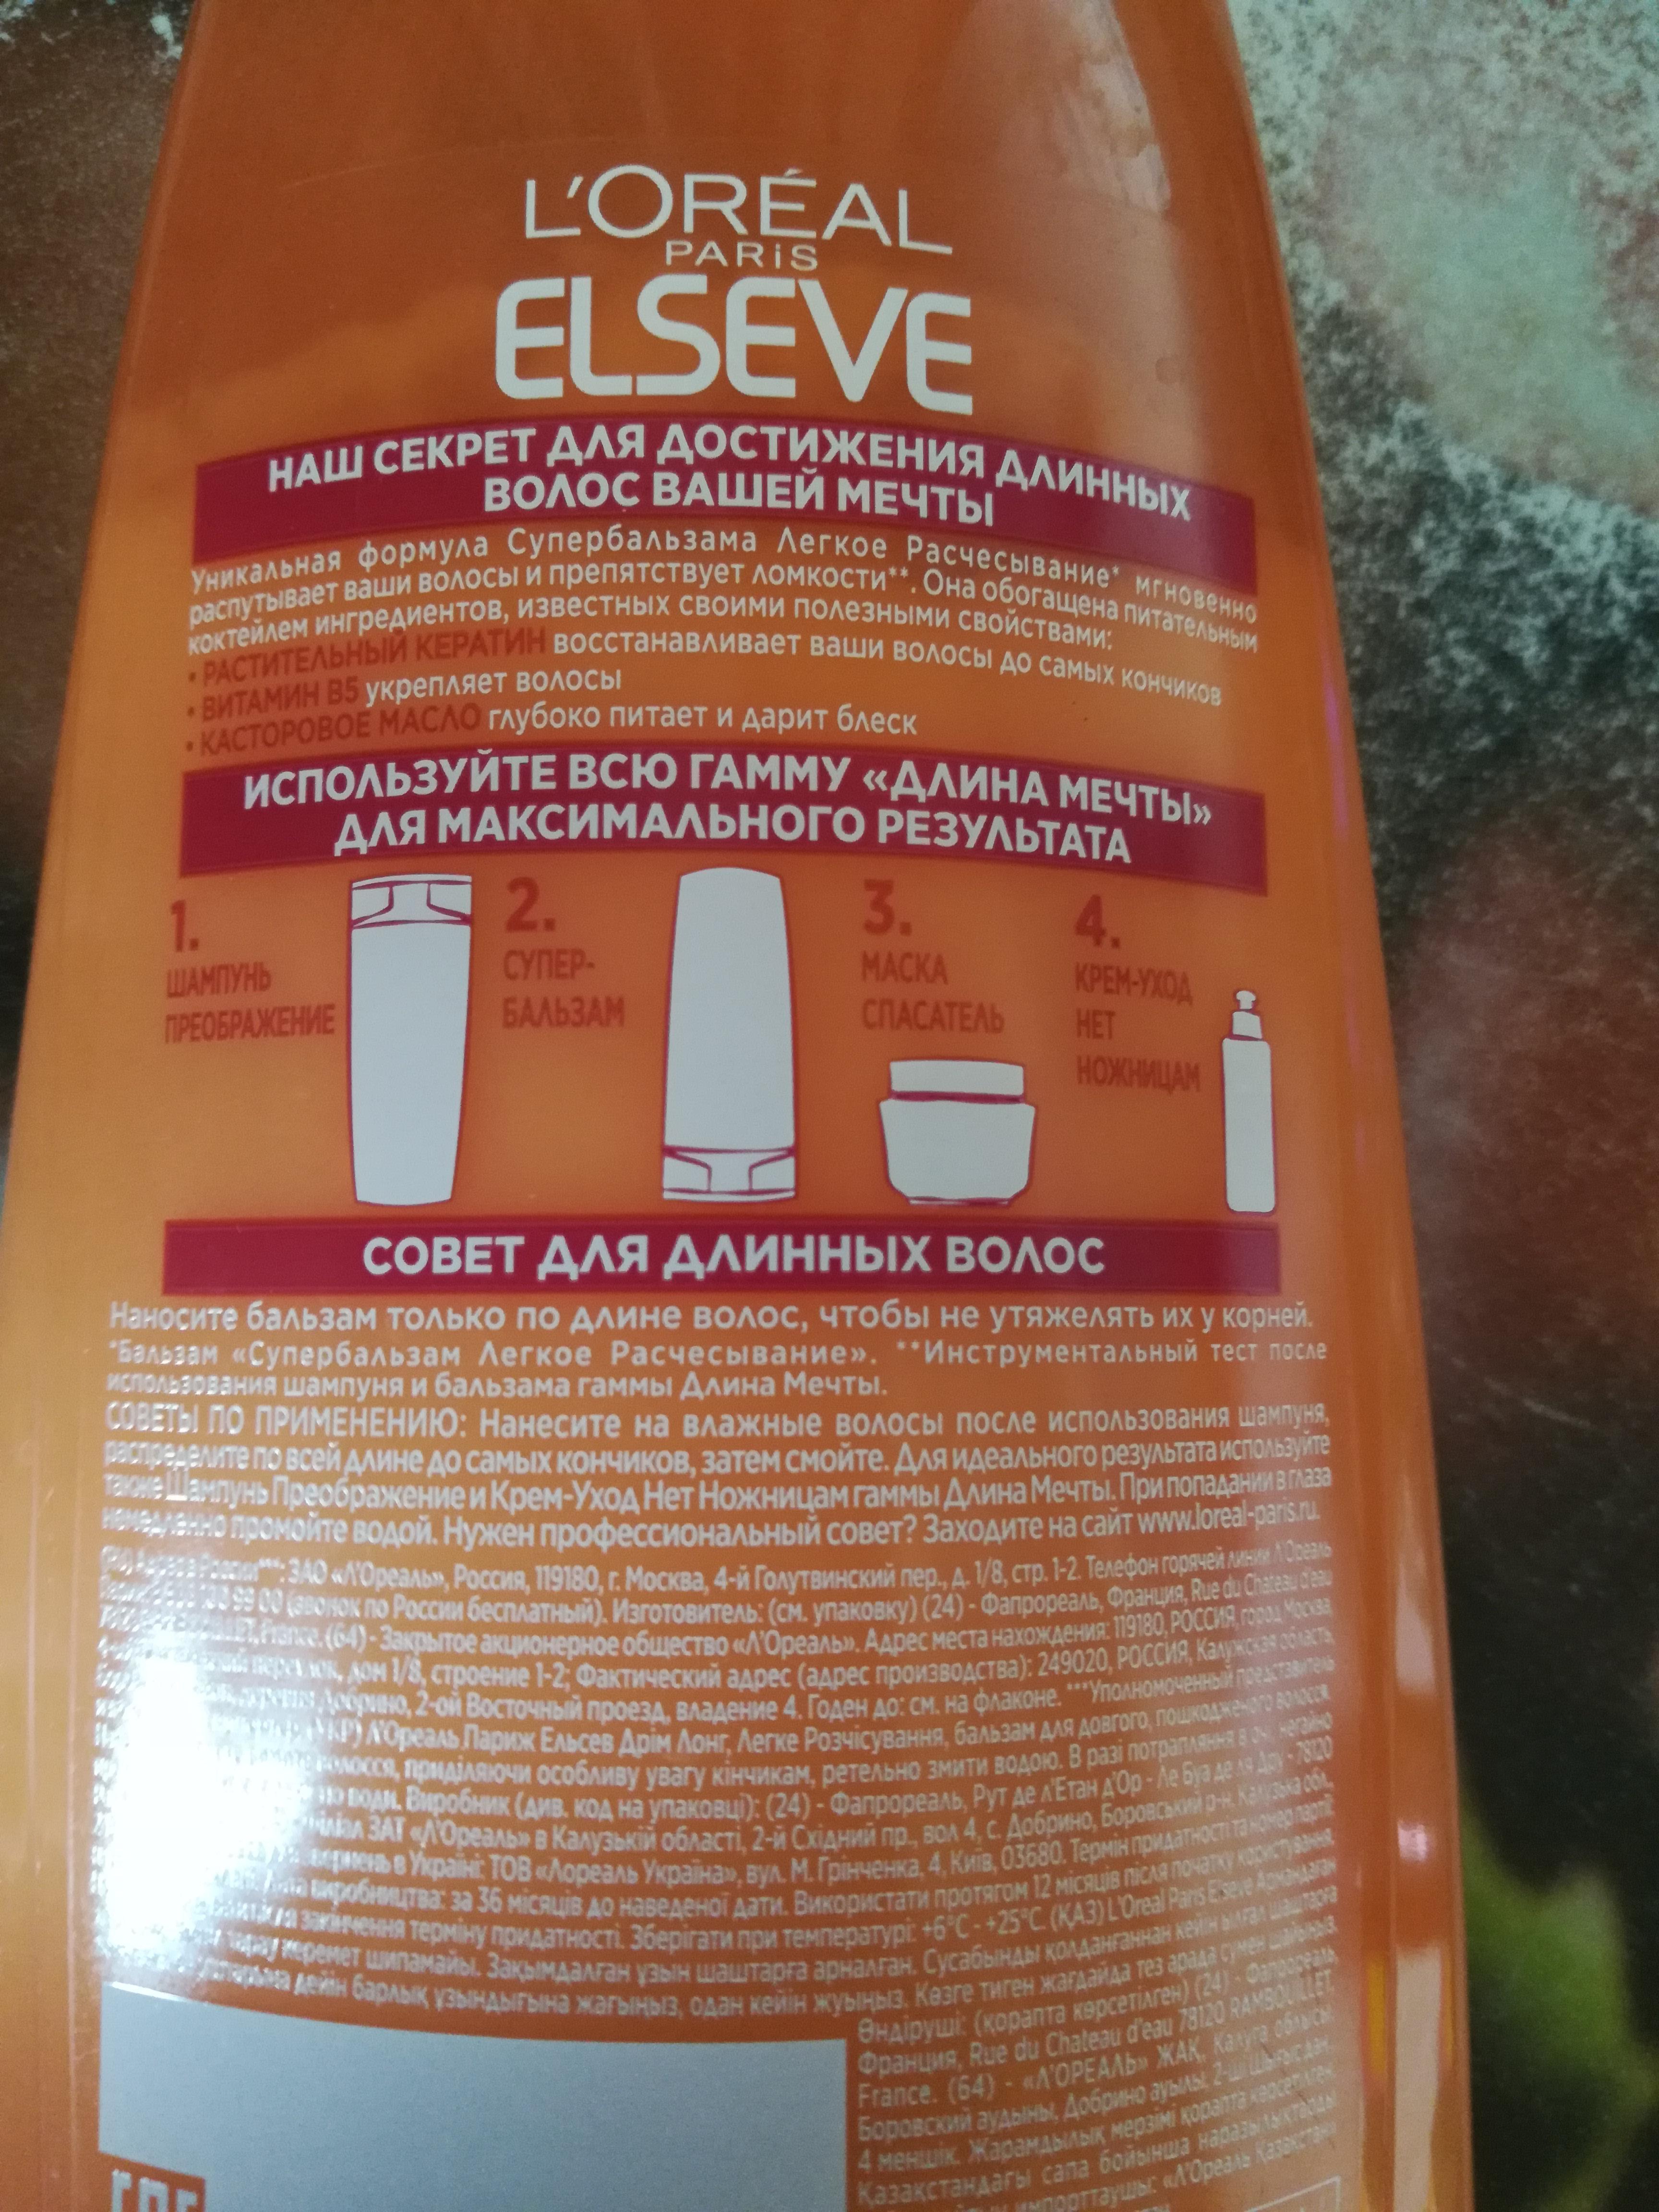 L'ORÉAL
PARIS
ELSEVE
НАШ СЕКРЕТ ДЛЯ ДОСТИЖЕНИЯ ДЛИННЫХ
ВОЛОС ВАШЕЙ МЕЧТЫ
Уникальная формула Супербальзама Легкое Расчесывание* мгновенно
распутывает ваши волосы и препятствует ломкости**. Она обогащена питательным
коктейлем ингредиентов, известных своими полезными свойствами:
• РАСТИТЕЛЬНЫЙ КЕРАТИН восстанавливает ваши волосы до самых кончиков
• ВИТАМИН В5 укрепляет волосы
• КАСТОРОВОЕ МАСЛО глубоко питает и дарит блеск
ИСПОЛЬЗУЙТЕ ВСЮ ГАММУ «ДЛИНА МЕЧТЫ»
ДЛЯ МАКСИМАЛЬНОГО РЕЗУЛЬТАТА
1.
ШАМПУНЬ
ПРЕОБРАЖЕНИЕ
2.
СУПЕР-
БАЛЬЗАМ
3.
МАСКА
СПАСАТЕЛЬ
4.
КРЕМ-УХОД
НЕТ
НОЖНИЦАМ
СОВЕТ ДЛЯ ДЛИННЫХ ВОЛОС
Наносите бальзам только по длине волос, чтобы не утяжелять их у корней.
*Бальзам «Супербальзам Легкое Расчесывание». **Инструментальный тест после
использования шампуня и бальзама гаммы Длина Мечты.
СОВЕТЫ ПО ПРИМЕНЕНИЮ: Нанесите на влажные волосы после использования шампуня,
распределите по всей длине до самых кончиков, затем смойте. Для идеального результата используйте
также Шампунь Преображение и Крем-Уход Нет Ножницам гаммы Длина Мечты. При попадании в глаза
немедленно промойте водой. Нужен профессиональный совет? Заходите на сайт www.loreal-paris.ru.
ЗАО «Л'Ореаль», Россия, 119180, г. Москва, 4-й Голутвинский пер., д. 1/8, стр. 1-2. Телефон горячей линии Л'Ореаль
(звонок по России бесплатный). Изготовитель: (см. упаковку) (24) - Фапрореаль, Франция, Rue du Chateau d'eau
France. (64) - Закрытое акционерное общество «Л'Ореаль». Адрес места нахождения: 119180, РОССИЯ, город Москва,
дом 1/8, строение 1-2; Фактический адрес (адрес производства): 249020, РОССИЯ, Калужская область,
Добрино, 2-ой Восточный проезд, владение 4. Годен до: см. на флаконе. ***Уполномоченный представитель
Л'Ореаль Париж Ельсев Дрім Лонг, Легке Розчісування, бальзам для довгого, пошкодженого волосся.
приділяючи особливу увагу кінчикам, ретельно змити водою. В разі потрапляння в очі негайно
води. Виробник (див. код на упаковці): (24) - Фапрореаль, Рут де л'Етан д'Ор - Ле Буа де ля Дру - 78120
ЗАТ «Л'Ореаль» в Калузькій області, 2-й Східний пр., вол 4, с. Добрино, Боровський р-н, Калузька обл.,
в Україні: ТОВ «Лореаль Україна», вул. М. Грінченка, 4, Київ, 03680. Термін придатності та номер партії:
виробництва: за 36 місяців до наведеної дати. Використати протягом 12 місяців після початку користування.
закінчення терміну придатності. Зберігати при температурі: +6°С - +25°С. (ҚАЗ) L'Oreal Paris Elseve Армандаған
шипамайы. Зақымдалған ұзын шаштарға арналған. Сусабынды қолданғаннан кейін ылғал шаштарға
дейін барлық ұзындығына жағыңыз, одан кейін жуыңыз. Көзге тиген жағдайда тез арада сумен шайыңыз.
Өндіруші: (қорапта көрсетілген) (24) - Фапрореаль,
Франция, Rue du Chateau d'eau 78120 RAMBOUILLET,
France. (64) - «Л'ОРЕАЛЬ» ЖАҚ, Калуга облысы,
Боровский ауданы, Добрино ауылы, 2-ші
4 меншік. Жарамдылық мерзімі қорапта көрсетілген.
Қазақстандағы сапа бойынша наразылықтарды
импорттаушы: «Л'Ореаль Қазақстан»